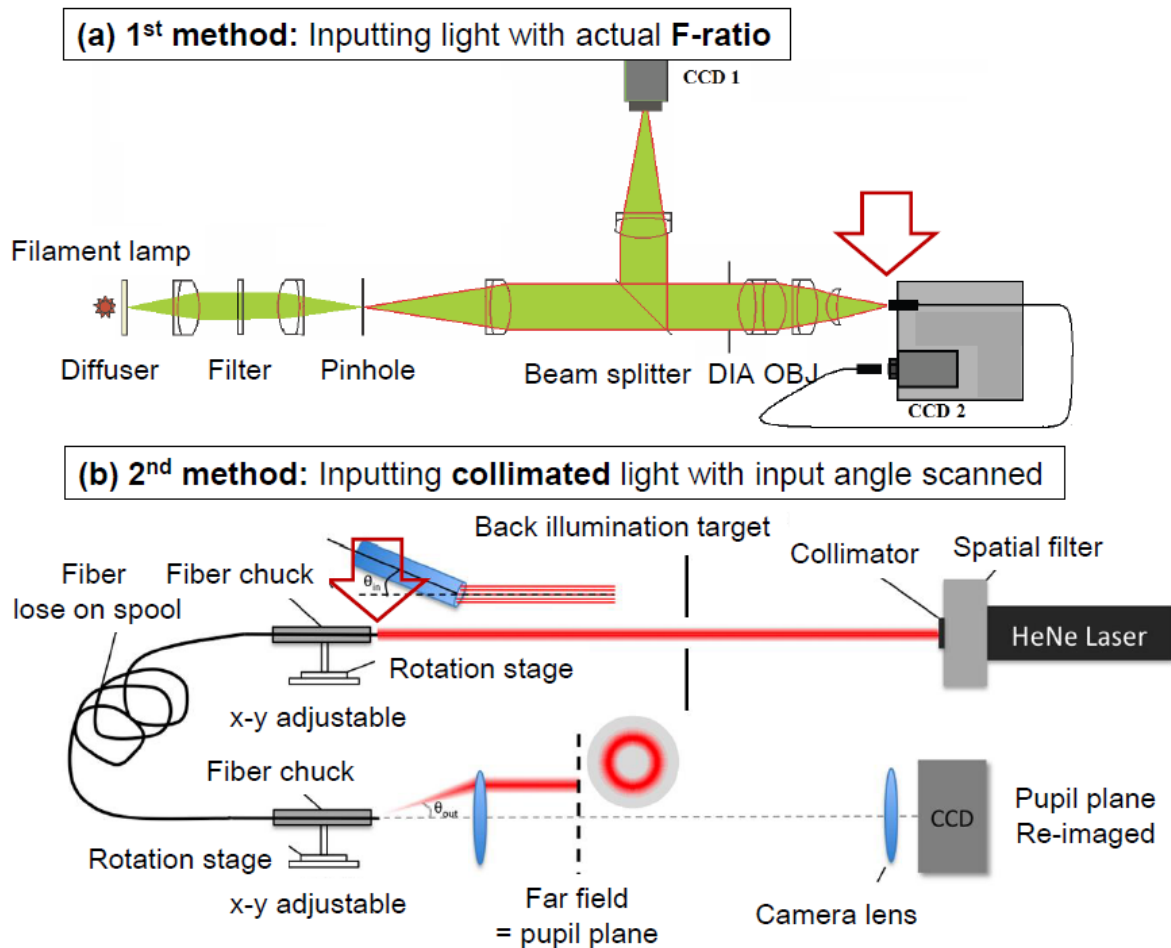 (a) 1st method: Inputting light with actual F-ratio
CCD 1
Filament lamp
Diffuser
Filter
Pinhole
Beam splitter
DIA
OBJ
CCD 2
(b) 2nd method: Inputting collimated light with input angle scanned
Back illumination target
Collimator
Spatial filter
Fiber
lose on spool
Fiber chuck
θin
HeNe Laser
Rotation stage
x-y adjustable
Fiber chuck
θout
CCD
Pupil plane
Re-imaged
Rotation stage
x-y adjustable
Far field
= pupil plane
Camera lens